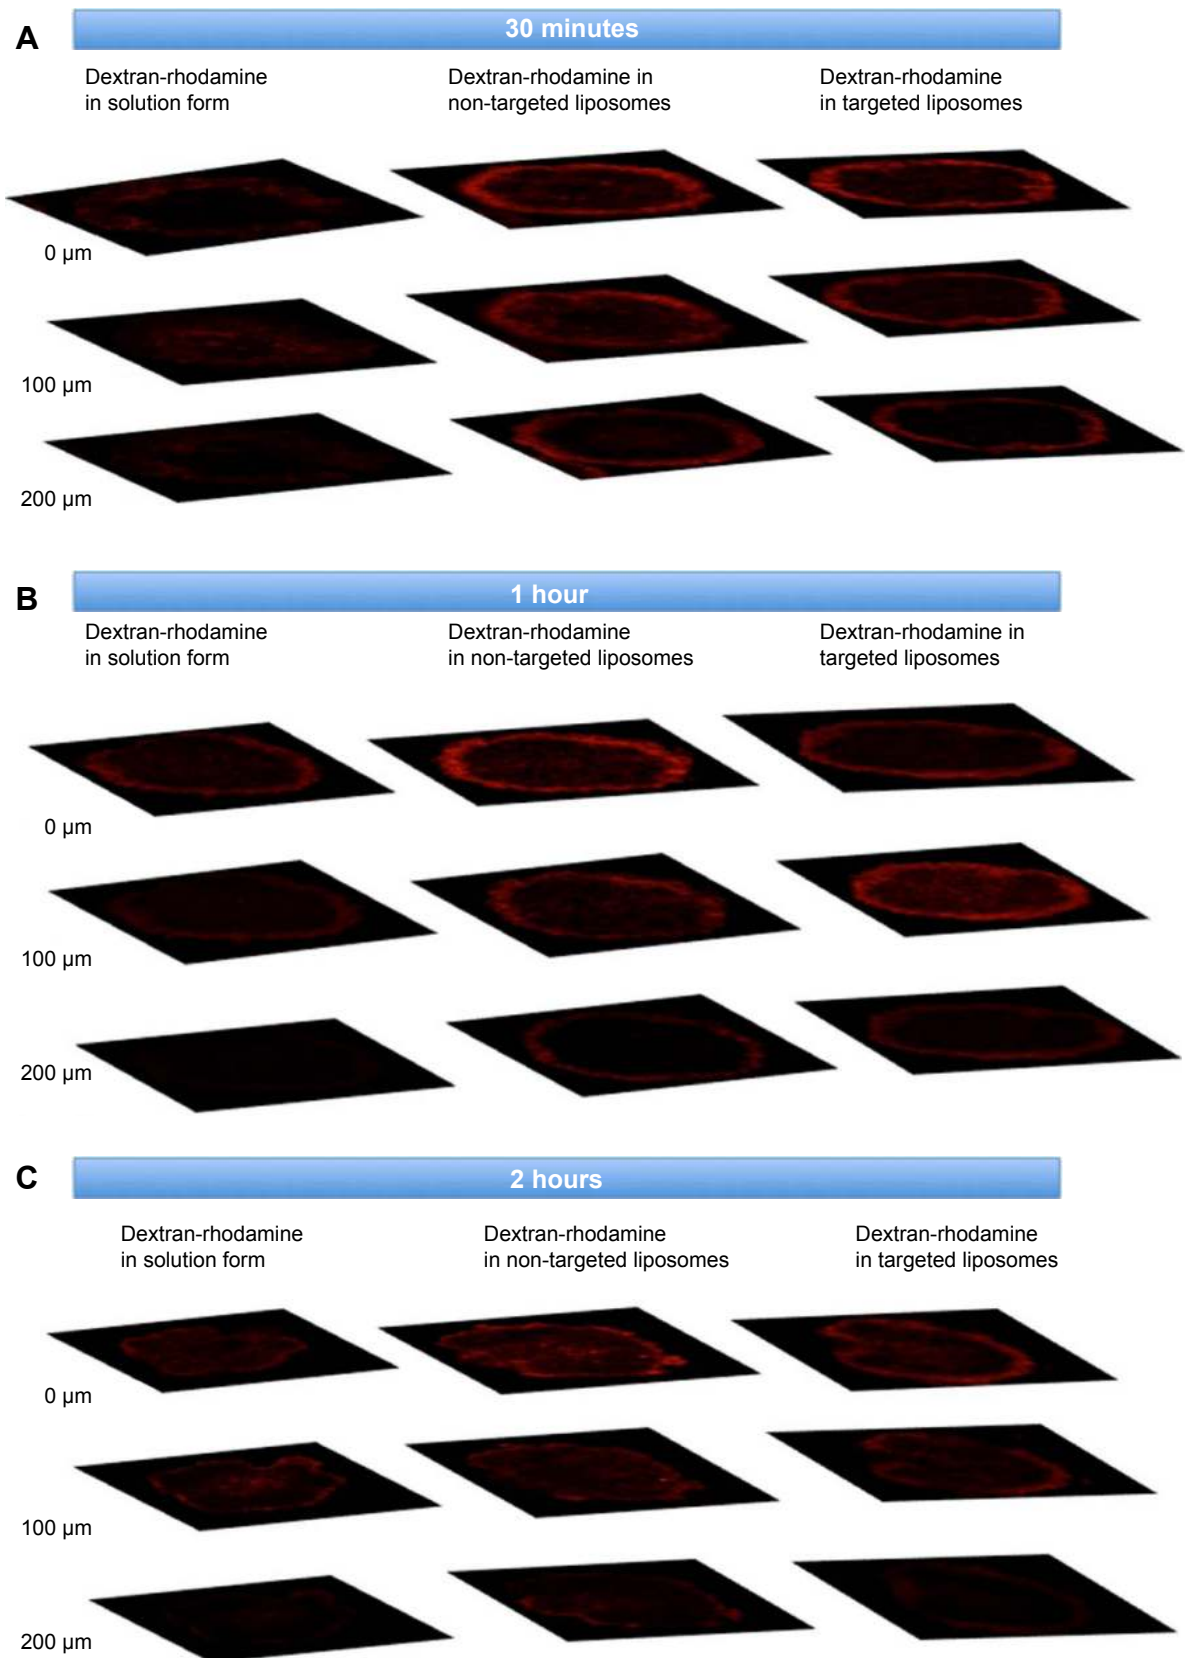 A
30 minutes
Dextran-rhodamine
in solution form
Dextran-rhodamine in
non-targeted liposomes
Dextran-rhodamine
in targeted liposomes
0 µm
100 µm
200 µm
B
1 hour
Dextran-rhodamine
in solution form
Dextran-rhodamine
in non-targeted liposomes
Dextran-rhodamine in
targeted liposomes
0 µm
100 µm
200 µm
C
2 hours
Dextran-rhodamine
in solution form
Dextran-rhodamine
in non-targeted liposomes
Dextran-rhodamine
in targeted liposomes
0 µm
100 µm
200 µm